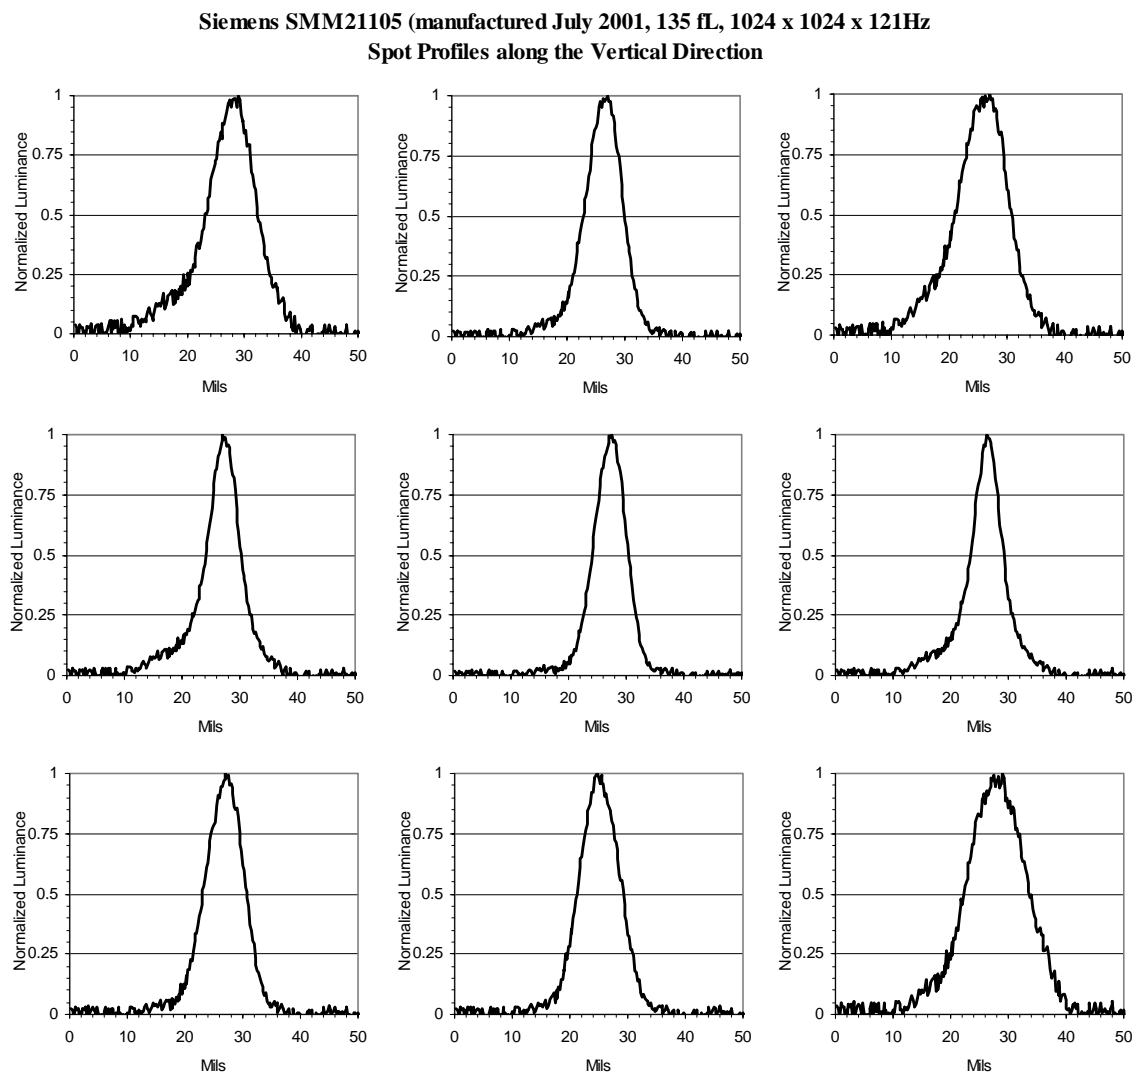 Siemens SMM21105 (manufactured July 2001, 135 fL, 1024 x 1024 x 121Hz
Spot Profiles along the Vertical Direction
Normalized Luminance
1
0.75
0.5
0.25
0
0 10 20 30 40 50
Mils
Normalized Luminance
1
0.75
0.5
0.25
0
0 10 20 30 40 50
Mils
Normalized Luminance
1
0.75
0.5
0.25
0
0 10 20 30 40 50
Mils
Normalized Luminance
1
0.75
0.5
0.25
0
0 10 20 30 40 50
Mils
Normalized Luminance
1
0.75
0.5
0.25
0
0 10 20 30 40 50
Mils
Normalized Luminance
1
0.75
0.5
0.25
0
0 10 20 30 40 50
Mils
Normalized Luminance
1
0.75
0.5
0.25
0
0 10 20 30 40 50
Mils
Normalized Luminance
1
0.75
0.5
0.25
0
0 10 20 30 40 50
Mils
Normalized Luminance
1
0.75
0.5
0.25
0
0 10 20 30 40 50
Mils